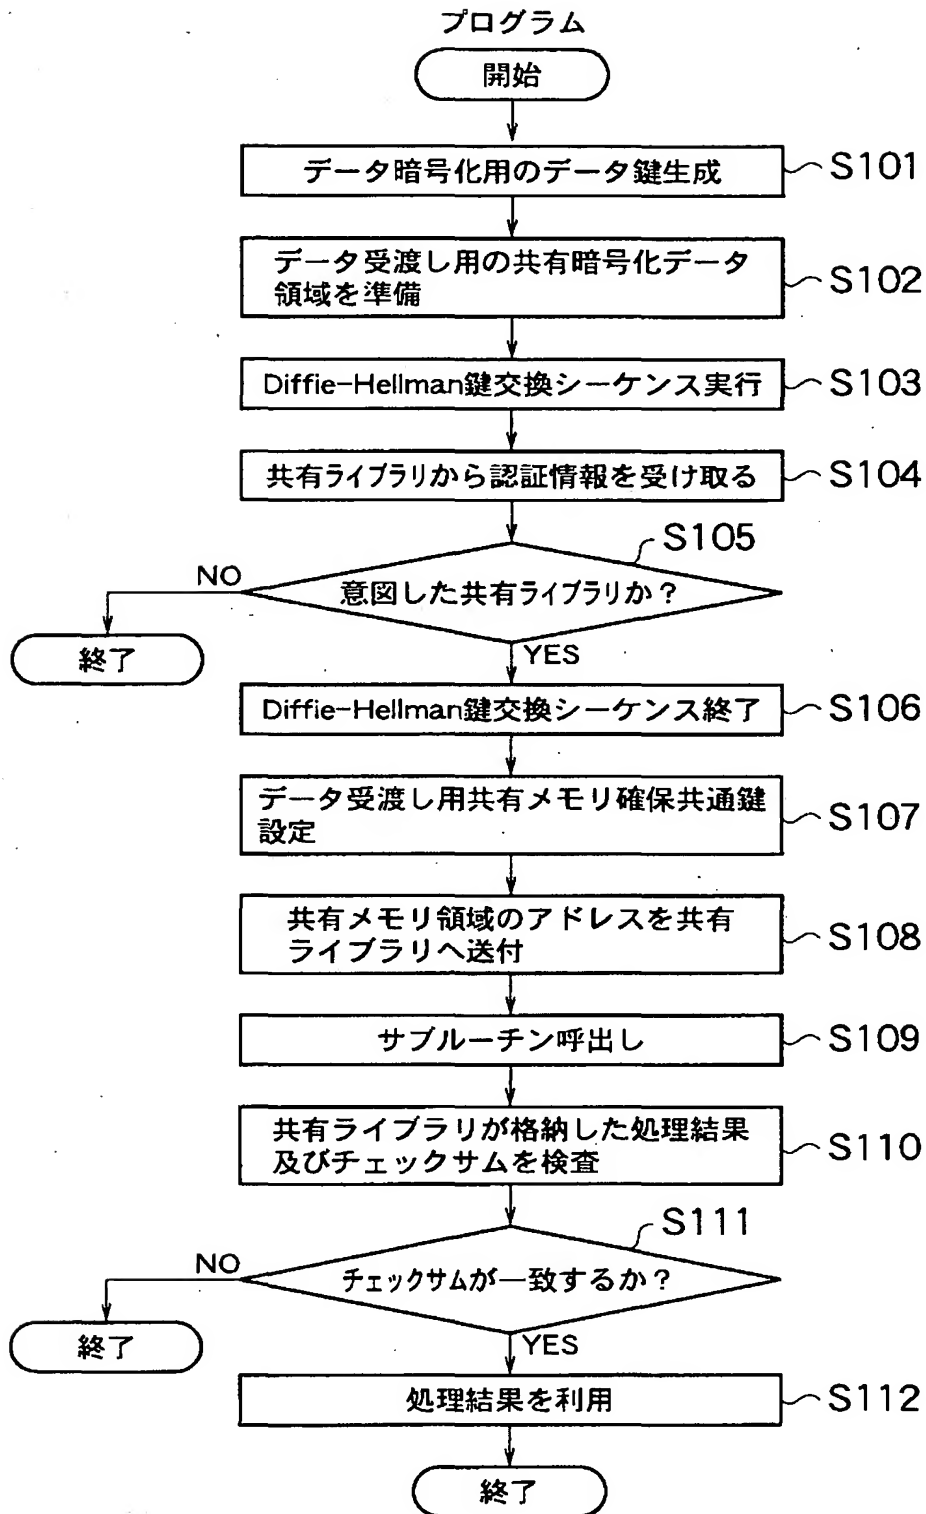 プログラム
開始
データ暗号化用のデータ鍵生成
S101
データ受渡し用の共有暗号化データ
領域を準備
S102
Diffie-Hellman鍵交換シーケンス実行
S103
共有ライブラリから認証情報を受け取る
S104
S105
意図した共有ライブラリか?
NO
終了
YES
Diffie-Hellman鍵交換シーケンス終了
S106
データ受渡し用共有メモリ確保共通鍵
設定
S107
共有メモリ領域のアドレスを共有
ライブラリへ送付
S108
サブルーチン呼出し
S109
共有ライブラリが格納した処理結果
及びチェックサムを検査
S110
S111
チェックサムが一致するか?
NO
終了
YES
処理結果を利用
S112
終了